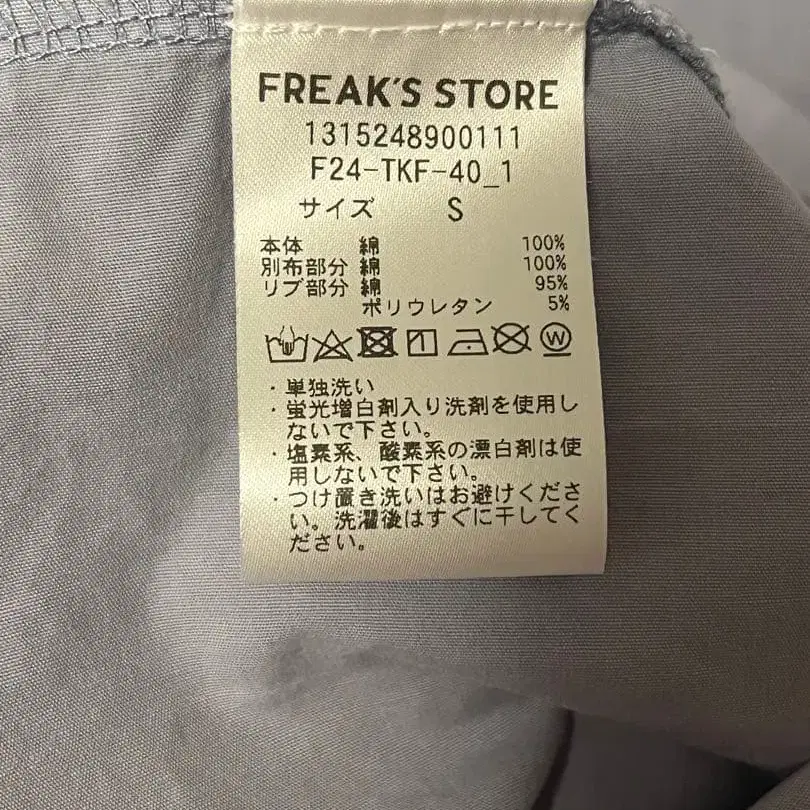 FREAK'S STORE
1315248900111
F24-TKF-40_1
サイズ S
本体 綿 100%
別布部分 綿 100%
リブ部分 綿 95%
ポリウレタン 5%
W
・単独洗い
・蛍光増白剤入り洗剤を使用し
ないで下さい。
・塩素系、酸素系の漂白剤は使
用しないで下さい。
・つけ置き洗いはお避けくださ
い。洗濯後はすぐに干してく
ださい。